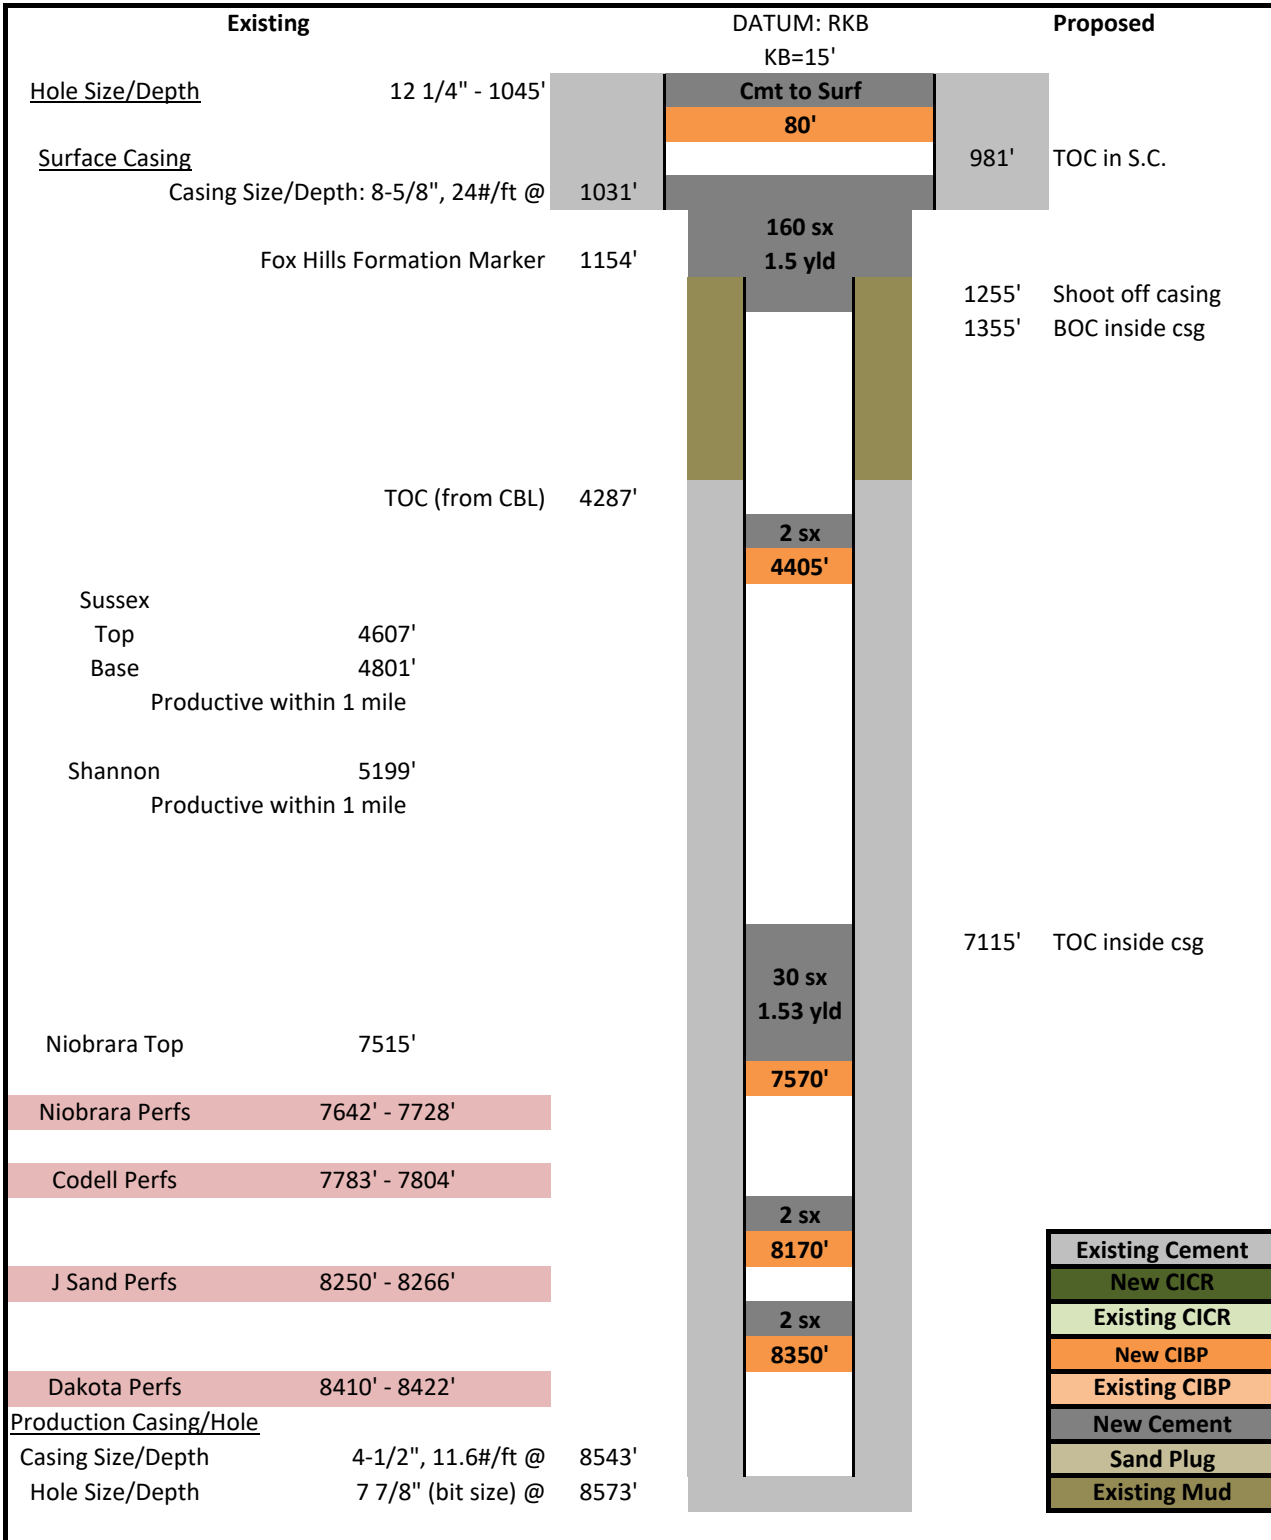 Existing DATUM: RKB Proposed
KB=15'
Hole Size/Depth 12 1/4" - 1045' Cmt to Surf
80'
Surface Casing 981' TOC in S.C.
Casing Size/Depth: 8-5/8", 24#/ft @ 1031'
160 sx
Fox Hills Formation Marker 1154' 1.5 yld
1255' Shoot off casing
1355' BOC inside csg
TOC (from CBL) 4287'
2 sx
4405'
Sussex
Top 4607'
Base 4801'
Productive within 1 mile
Shannon 5199'
Productive within 1 mile
7115' TOC inside csg
30 sx
1.53 yld
Niobrara Top 7515'
7570'
Niobrara Perfs 7642' - 7728'
Codell Perfs 7783' - 7804'
2 sx
8170' Existing Cement
J Sand Perfs 8250' - 8266' New CICR
2 sx Existing CICR
8350' New CIBP
Dakota Perfs 8410' - 8422' Existing CIBP
Production Casing/Hole New Cement
Casing Size/Depth 4-1/2", 11.6#/ft @ 8543' Sand Plug
Hole Size/Depth 7 7/8" (bit size) @ 8573' Existing Mud